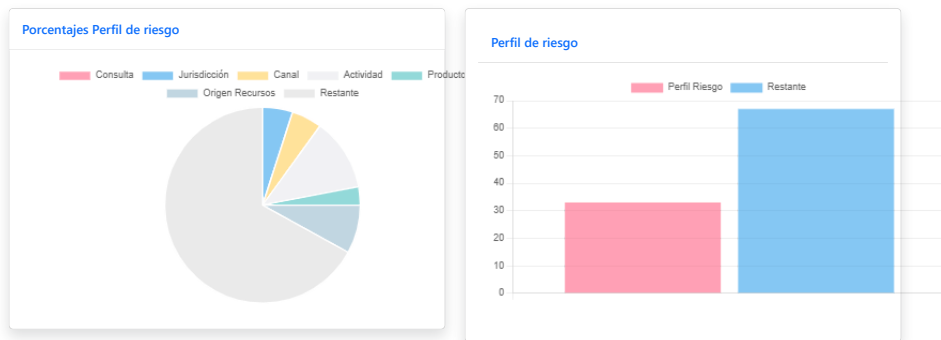 Porcentajes Perfil de riesgo
Consulta Jurisdicción Canal Actividad Producto
Origen Recursos Restante
Perfil de riesgo
Perfil Riesgo Restante
70
60
50
40
30
20
10
0